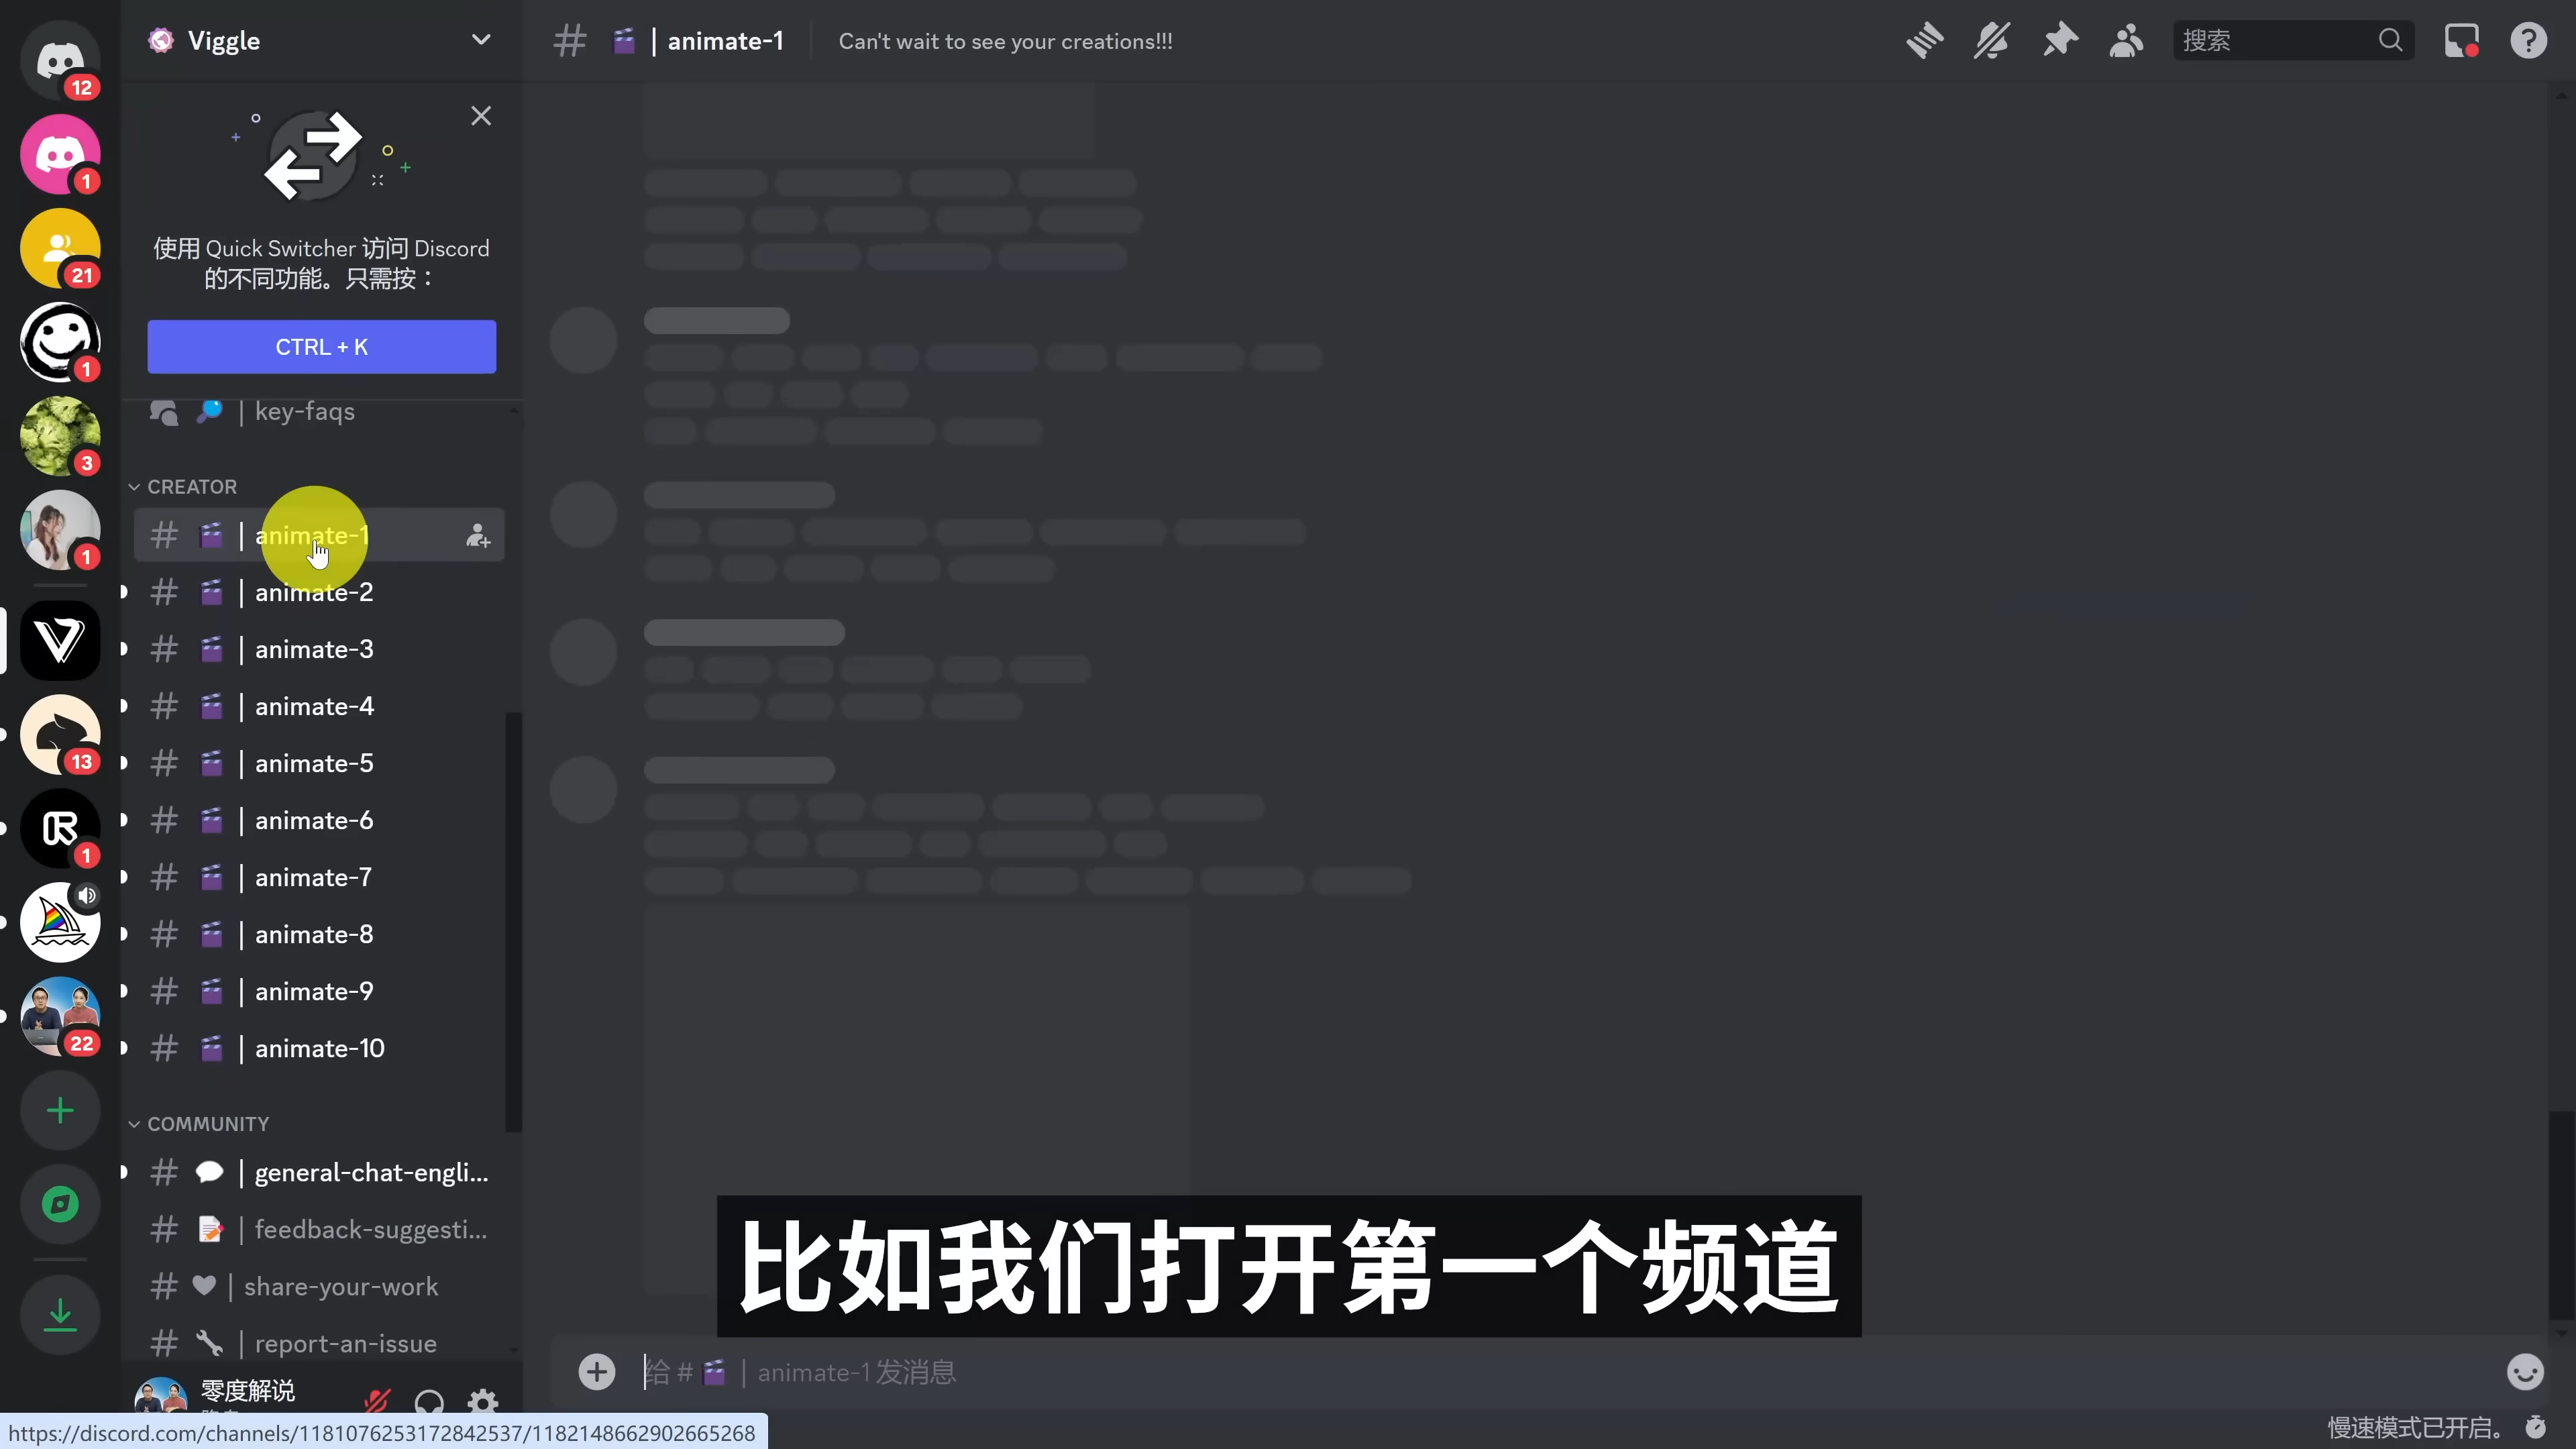 12
1
21
1
3
1
13
1
22
Viggle
使用 Quick Switcher 访问 Discord
的不同功能。只需按：
CTRL + K
key-faqs
CREATOR
# | animate-1
# | animate-2
# | animate-3
# | animate-4
# | animate-5
# | animate-6
# | animate-7
# | animate-8
# | animate-9
# | animate-10
COMMUNITY
# | general-chat-engli...
# | feedback-suggesti...
# | share-your-work
# | report-an-issue
零度解说
https://discord.com/channels/1181076253172842537/1182148662902665268
# | animate-1
Can't wait to see your creations!!!
搜索
比如我们打开第一个频道
给 # | animate-1 发消息
慢速模式已开启。